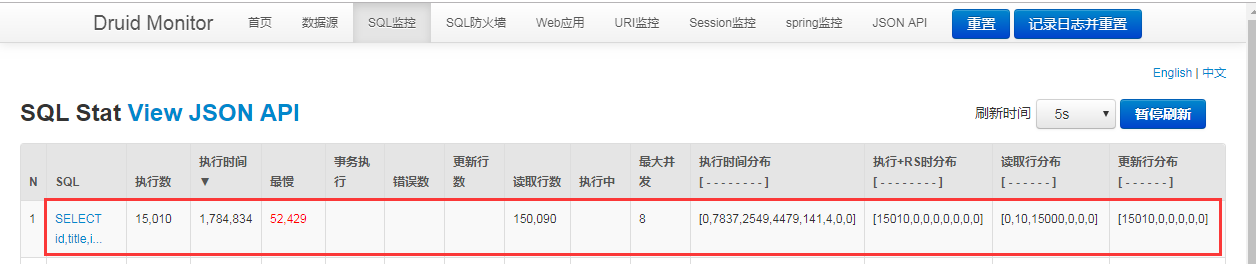 Druid Monitor 首页 数据源 SQL监控 SQL防火墙 Web应用 URI监控 Session监控 spring监控 JSON API 重置 记录日志并重置
English | 中文
SQL Stat View JSON API 刷新时间 5s 暂停刷新
N SQL 执行数 执行时间 ▼ 最慢 事务执行 错误数 更新行数 读取行数 执行中 最大并发 执行时间分布 [ - - - - - - - - ] 执行+RS时分布 [ - - - - - - - - ] 读取行分布 [ - - - - - - ] 更新行分布 [ - - - - - - ]
1 SELECT id,title,i... 15,010 1,784,834 52,429 150,090 8 [0,7837,2549,4479,141,4,0,0] [15010,0,0,0,0,0,0,0] [0,10,15000,0,0,0] [15010,0,0,0,0,0]